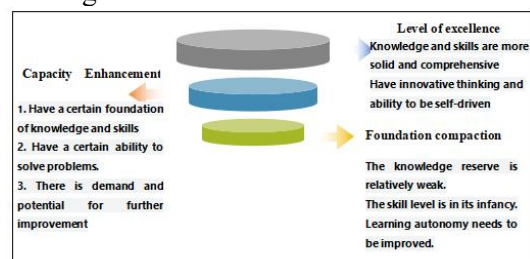 Level of excellence
Knowledge and skills are more
solid and comprehensive
Have innovative thinking and
ability to be self-driven
Capacity Enhancement
1. Have a certain foundation
of knowledge and skills
2. Have a certain ability to
solve problems.
3. There is demand and
potential for further
improvement
Foundation compaction
The knowledge reserve is
relatively weak.
The skill level is in its infancy.
Learning autonomy needs to
be improved.